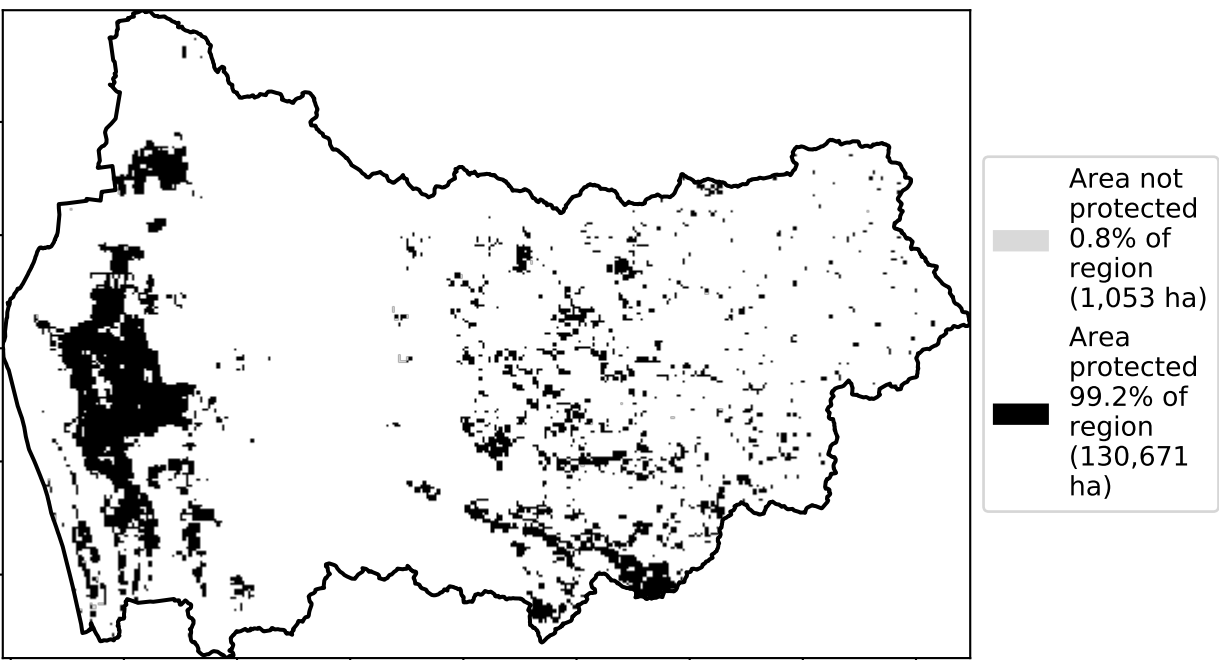 Area not
protected
0.8% of
region
(1,053 ha)
Area
protected
99.2% of
region
(130,671
ha)